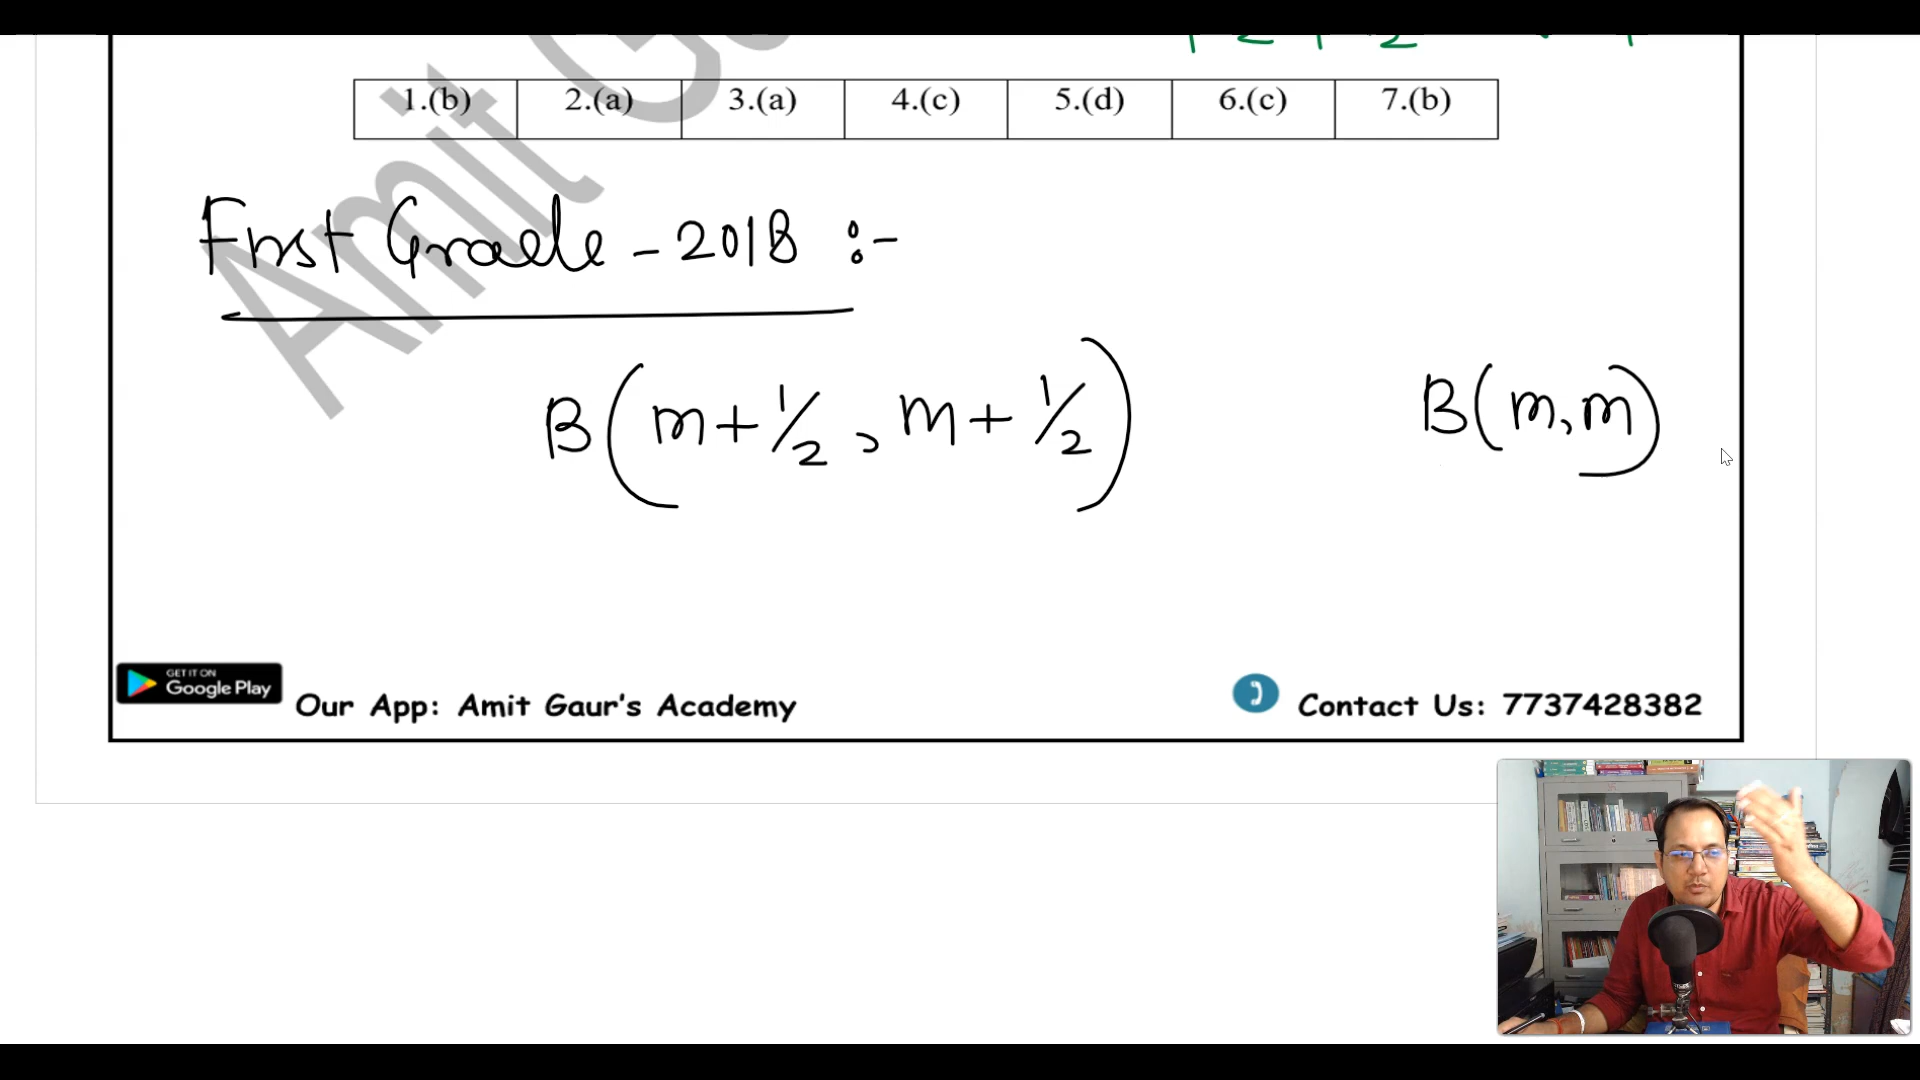 1.(b) 2.(a) 3.(a) 4.(c) 5.(d) 6.(c) 7.(b)
First Grade - 2018 :-
B(m+1/2, m+1/2) B(m,m)
GET IT ON
Google Play
Our App: Amit Gaur's Academy Contact Us: 7737428382
Amit